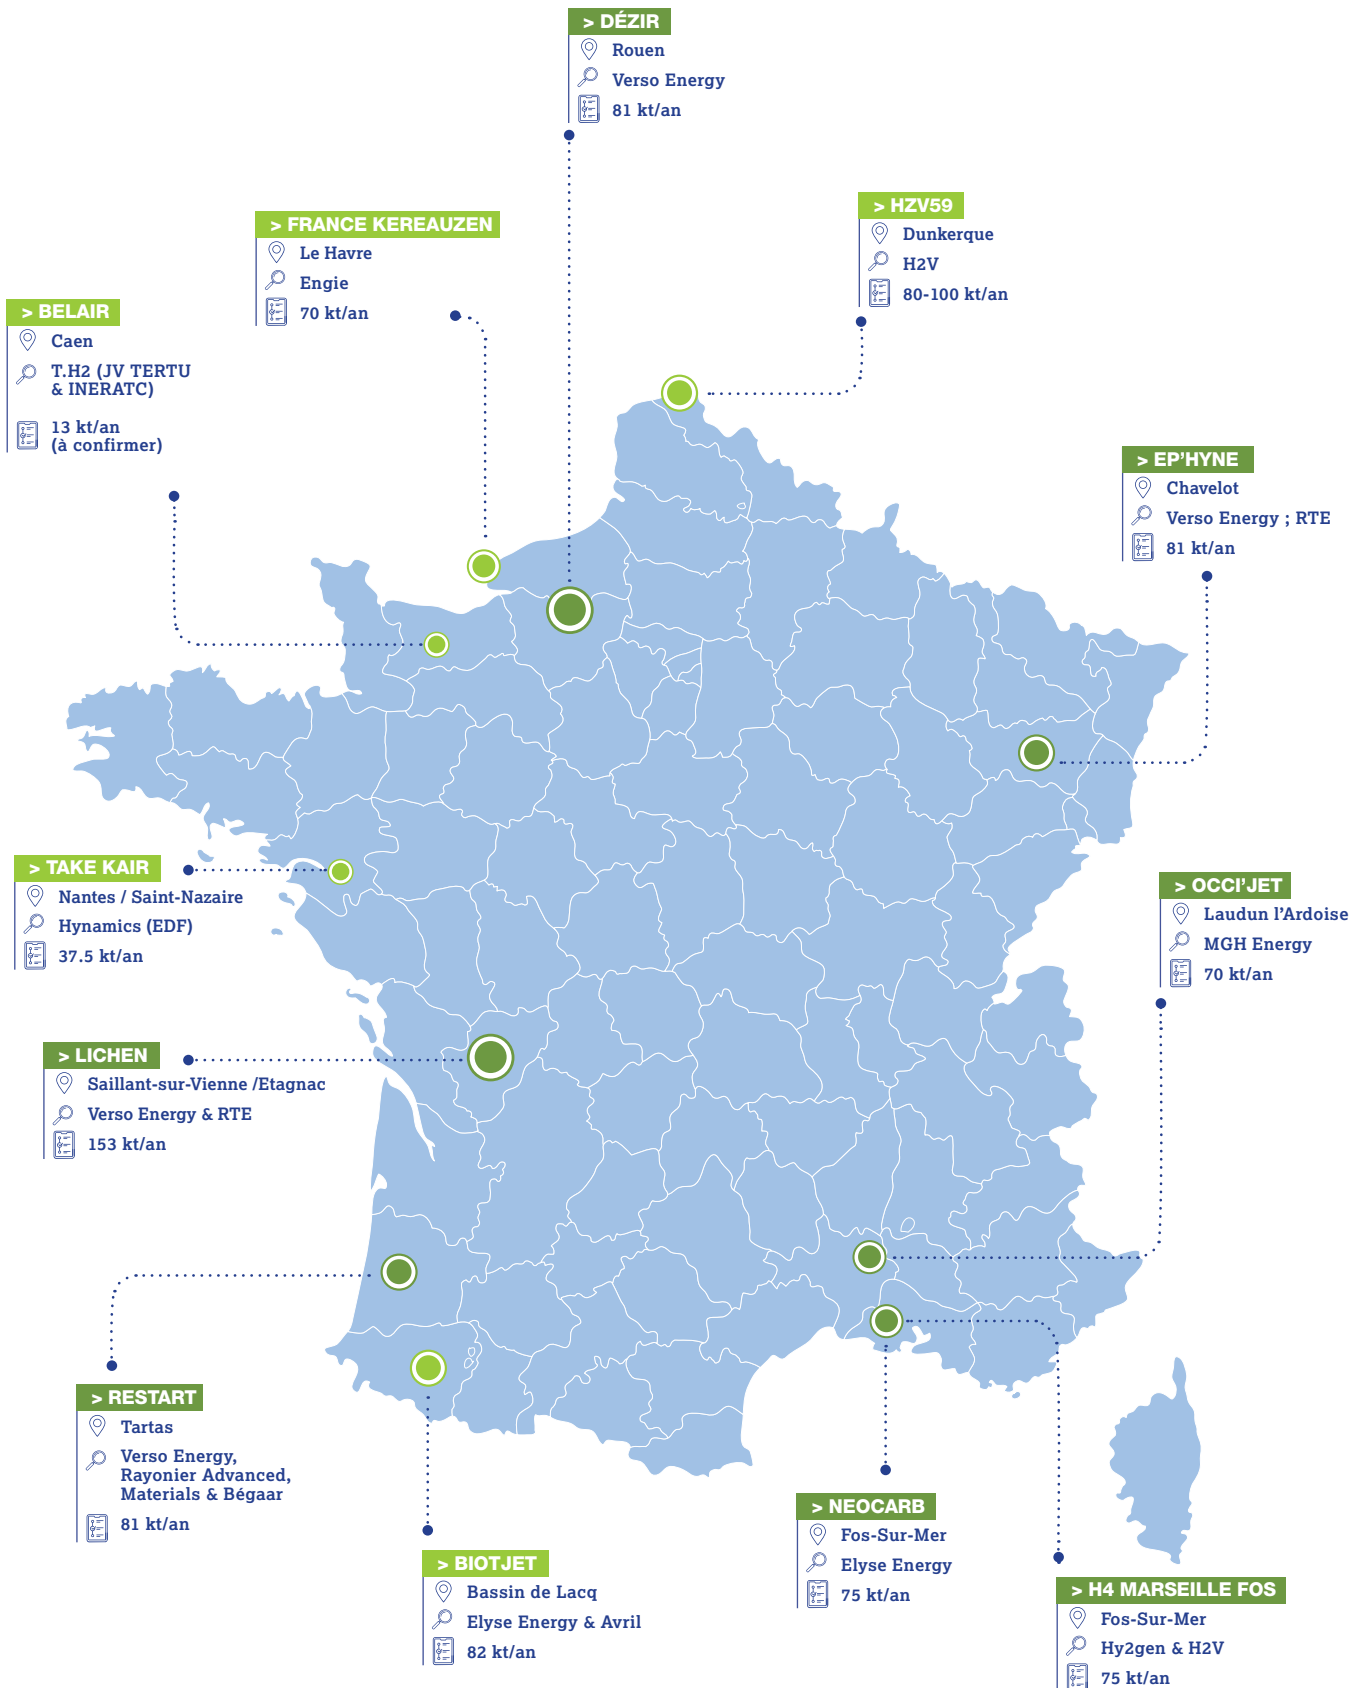 > DÉZIR
Rouen
Verso Energy
81 kt/an
> FRANCE KEREAUZEN
Le Havre
Engie
70 kt/an
> HZV59
Dunkerque
H2V
80-100 kt/an
> BELAIR
Caen
T.H2 (JV TERTU
& INERATC)
13 kt/an
(à confirmer)
> EP’HYNE
Chavelot
Verso Energy ; RTE
81 kt/an
> TAKE KAIR
Nantes / Saint-Nazaire
Hynamics (EDF)
37.5 kt/an
> OCCI’JET
Laudun l’Ardoise
MGH Energy
70 kt/an
> LICHEN
Saillant-sur-Vienne /Etagnac
Verso Energy & RTE
153 kt/an
> RESTART
Tartas
Verso Energy,
Rayonier Advanced,
Materials & Bégaar
81 kt/an
> BIOTJET
Bassin de Lacq
Elyse Energy & Avril
82 kt/an
> NEOCARB
Fos-Sur-Mer
Elyse Energy
75 kt/an
> H4 MARSEILLE FOS
Fos-Sur-Mer
Hy2gen & H2V
75 kt/an